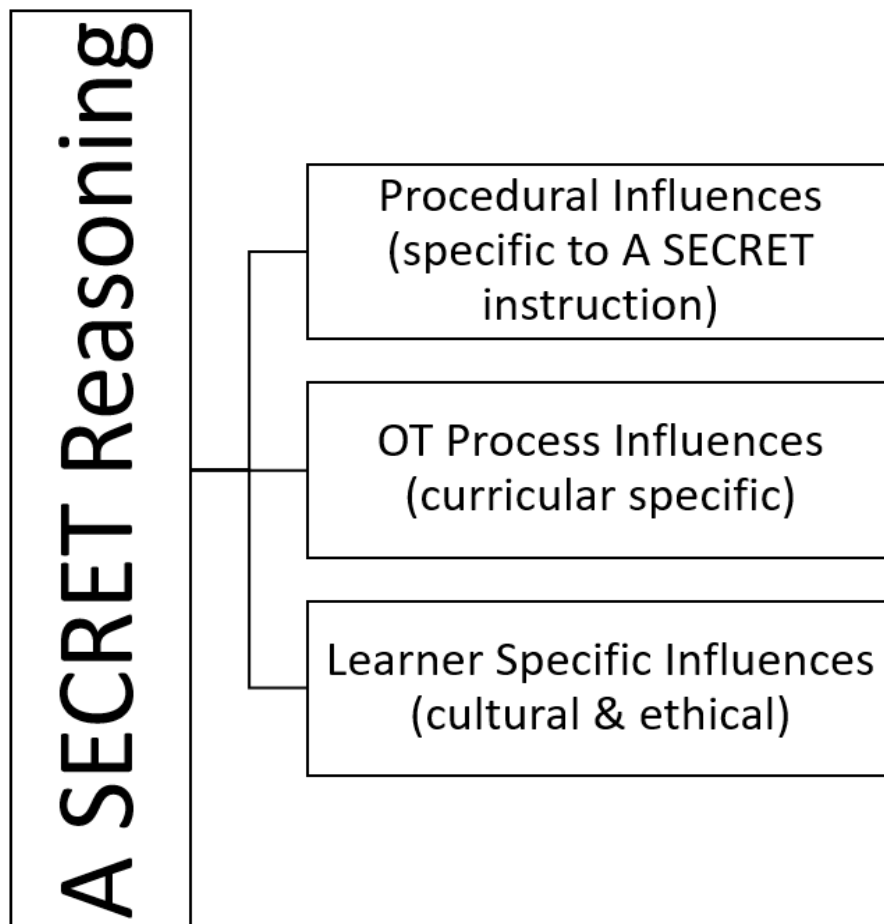 A SECRET Reasoning
Procedural Influences
(specific to A SECRET
instruction)
OT Process Influences
(curricular specific)
Learner Specific Influences
(cultural & ethical)